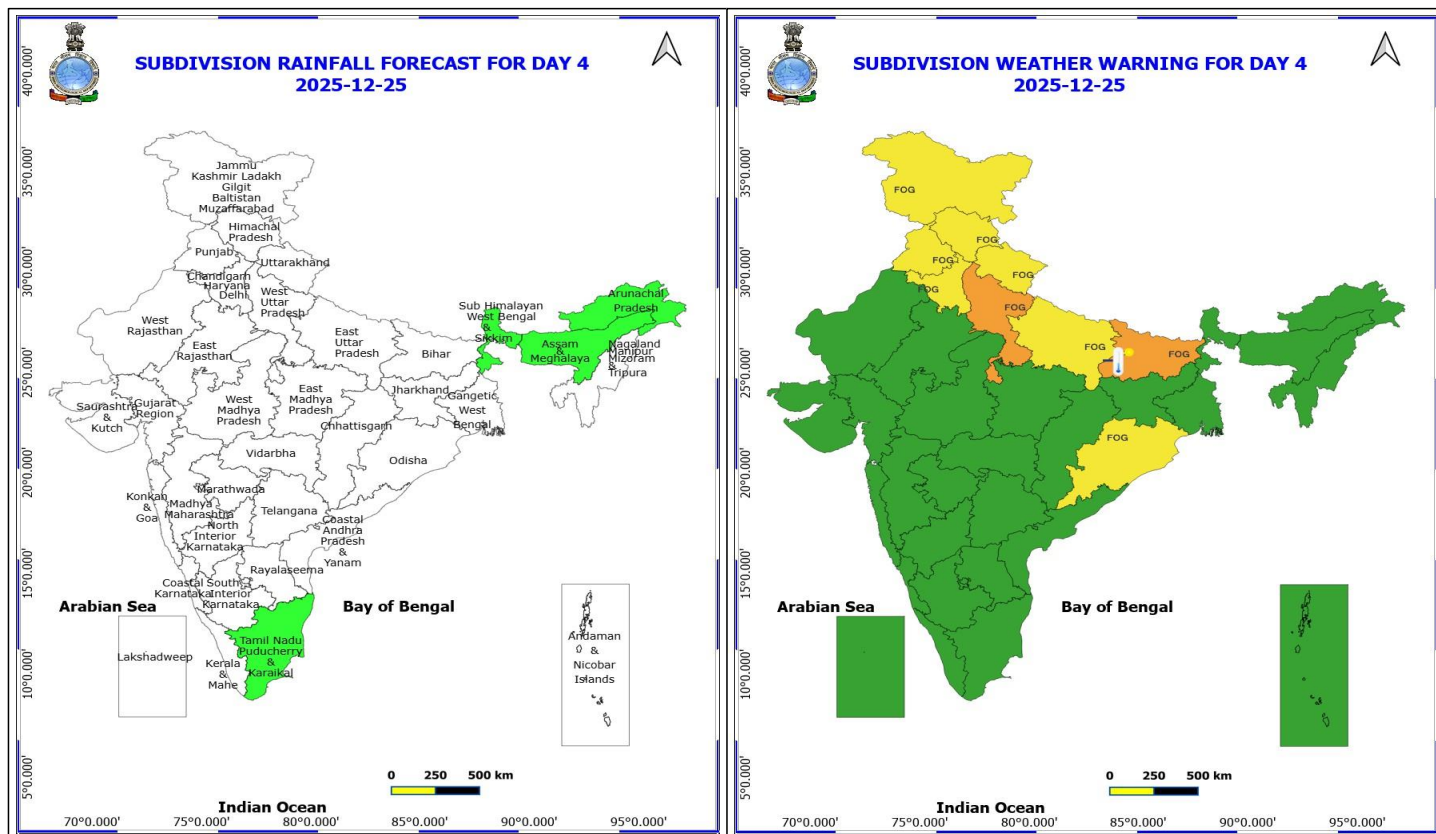 SUBDIVISION RAINFALL FORECAST FOR DAY 4
2025-12-25
40°0.000'
35°0.000'
30°0.000'
25°0.000'
20°0.000'
15°0.000'
10°0.000'
5°0.000'
Jammu
Kashmir Ladakh
Gilgit
Baltistan
Muzaffarabad
Himachal
Pradesh
Punjab
Uttarakhand
Chandigarh
Haryana
Delhi
West
Uttar
Pradesh
West
Rajasthan
East
Rajasthan
East
Uttar
Pradesh
Bihar
Sub Himalayan
West Bengal
&
Sikkim
Arunachal
Pradesh
Assam
&
Meghalaya
Nagaland
Manipur
Mizoram
&
Tripura
Saurashtra
&
Kutch
Gujarat
Region
West
Madhya
Pradesh
East
Madhya
Pradesh
Jharkhand
Gangetic
West
Bengal
Chhattisgarh
Vidarbha
Odisha
Konkan
&
Goa
Madhya
Maharashtra
Marathwada
Telangana
North
Interior
Karnataka
Coastal
Andhra
Pradesh
&
Yanam
Rayalaseema
Coastal
Karnataka
South
Interior
Karnataka
Arabian Sea
Bay of Bengal
Tamil Nadu
Puducherry
&
Karaikal
Lakshadweep
Kerala
&
Mahe
Andaman
&
Nicobar
Islands
0 250 500 km
Indian Ocean
70°0.000' 75°0.000' 80°0.000' 85°0.000' 90°0.000' 95°0.000'
SUBDIVISION WEATHER WARNING FOR DAY 4
2025-12-25
40°0.000'
35°0.000'
30°0.000'
25°0.000'
20°0.000'
15°0.000'
10°0.000'
5°0.000'
FOG
FOG
FOG
FOG
FOG
FOG
FOG
FOG
FOG
Arabian Sea
Bay of Bengal
0 250 500 km
Indian Ocean
70°0.000' 75°0.000' 80°0.000' 85°0.000' 90°0.000' 95°0.000'